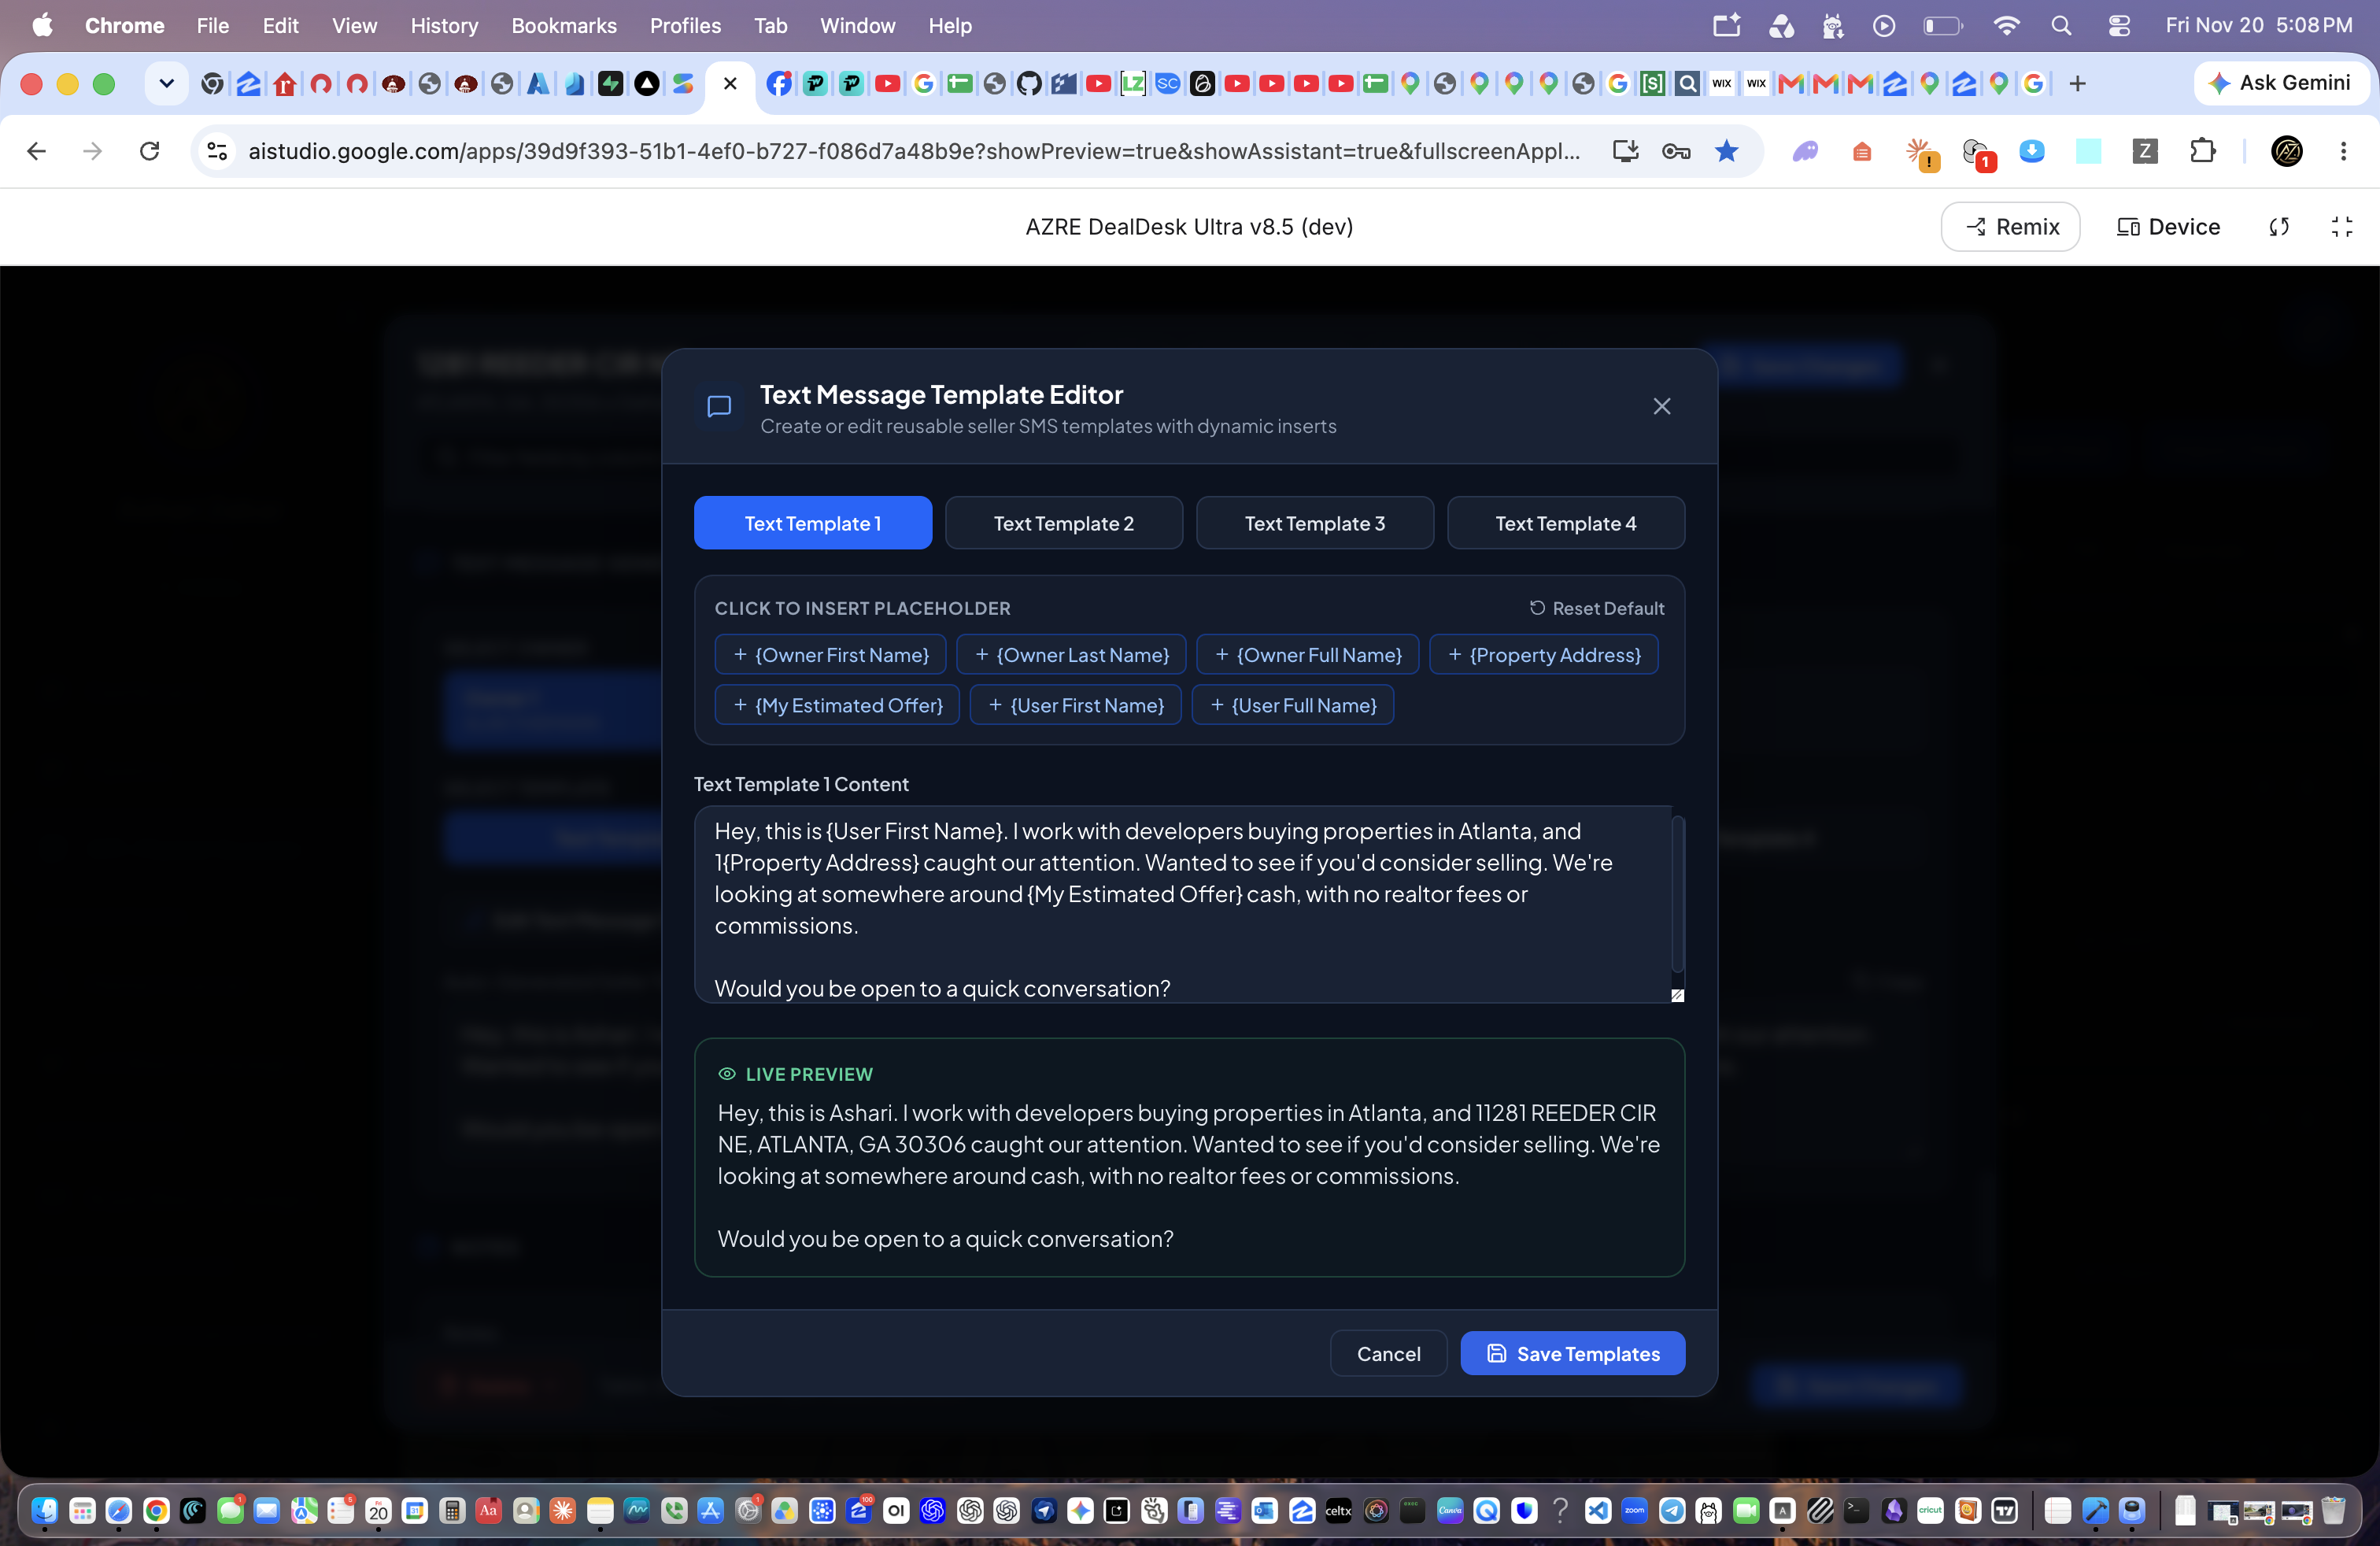 Chrome File Edit View History Bookmarks Profiles Tab Window Help Fri Nov 20 5:08 PM
Ask Gemini
aistudio.google.com/apps/39d9f393-51b1-4ef0-b727-f086d7a48b9e?showPreview=true&showAssistant=true&fullscreenAppl...
AZRE DealDesk Ultra v8.5 (dev)
Remix Device
Text Message Template Editor
Create or edit reusable seller SMS templates with dynamic inserts
Text Template 1 Text Template 2 Text Template 3 Text Template 4
CLICK TO INSERT PLACEHOLDER Reset Default
+ {Owner First Name} + {Owner Last Name} + {Owner Full Name} + {Property Address}
+ {My Estimated Offer} + {User First Name} + {User Full Name}
Text Template 1 Content
Hey, this is {User First Name}. I work with developers buying properties in Atlanta, and
1{Property Address} caught our attention. Wanted to see if you'd consider selling. We're
looking at somewhere around {My Estimated Offer} cash, with no realtor fees or
commissions.
Would you be open to a quick conversation?
LIVE PREVIEW
Hey, this is Ashari. I work with developers buying properties in Atlanta, and 11281 REEDER CIR
NE, ATLANTA, GA 30306 caught our attention. Wanted to see if you'd consider selling. We're
looking at somewhere around cash, with no realtor fees or commissions.
Would you be open to a quick conversation?
Cancel Save Templates